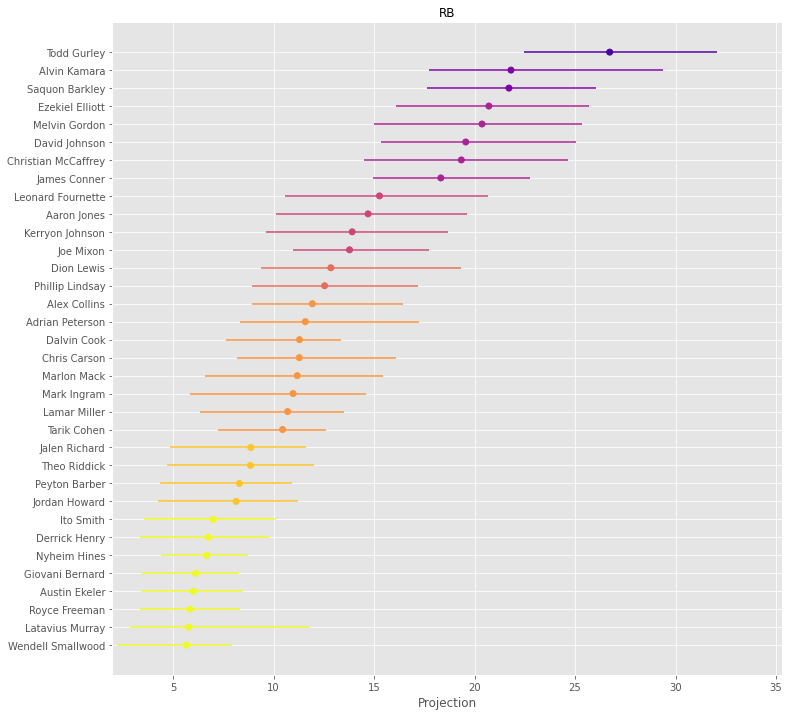 RB
Todd Gurley
Alvin Kamara
Saquon Barkley
Ezekiel Elliott
Melvin Gordon
David Johnson
Christian McCaffrey
James Conner
Leonard Fournette
Aaron Jones
Kerryon Johnson
Joe Mixon
Dion Lewis
Phillip Lindsay
Alex Collins
Adrian Peterson
Dalvin Cook
Chris Carson
Marlon Mack
Mark Ingram
Lamar Miller
Tarik Cohen
Jalen Richard
Theo Riddick
Peyton Barber
Jordan Howard
Ito Smith
Derrick Henry
Nyheim Hines
Giovani Bernard
Austin Ekeler
Royce Freeman
Latavius Murray
Wendell Smallwood
5 10 15 20 25 30 35
Projection